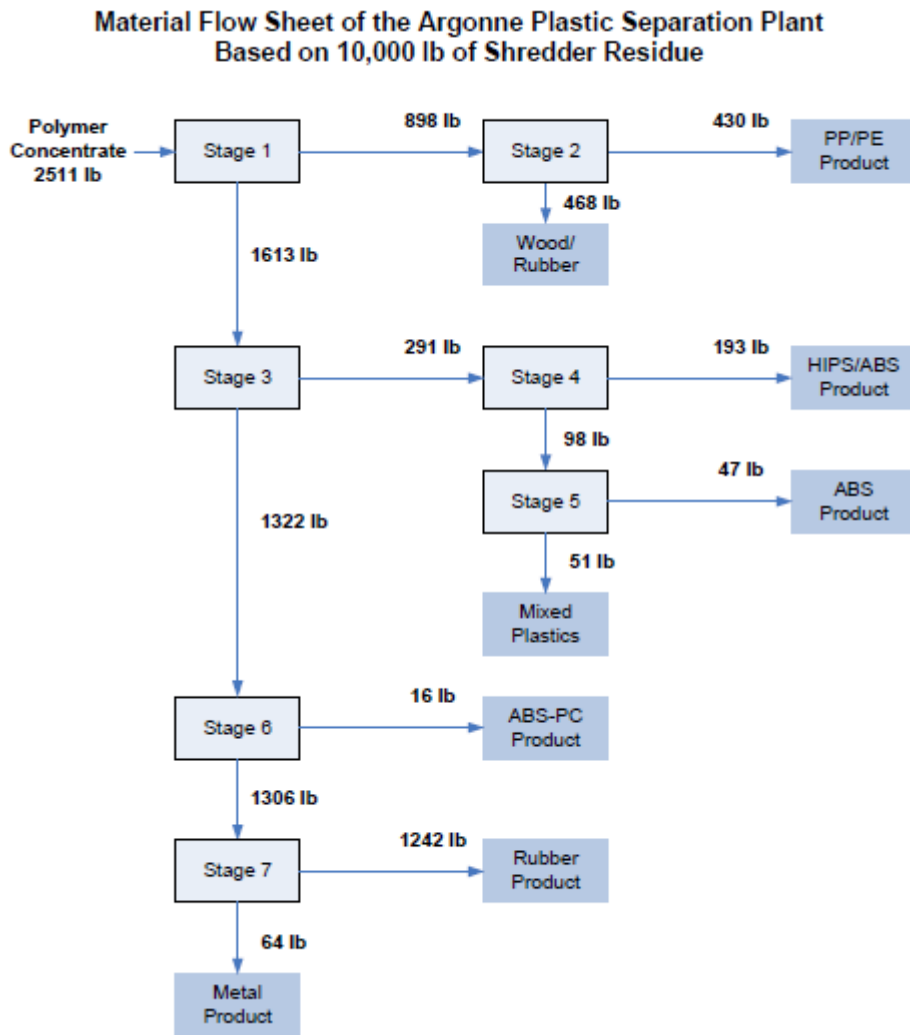 Material Flow Sheet of the Argonne Plastic Separation Plant
Based on 10,000 lb of Shredder Residue
Polymer
Concentrate
2511 lb
Stage 1
898 lb
Stage 2
430 lb
PP/PE
Product
468 lb
Wood/
Rubber
1613 lb
Stage 3
291 lb
Stage 4
193 lb
HIPS/ABS
Product
98 lb
Stage 5
47 lb
ABS
Product
1322 lb
51 lb
Mixed
Plastics
Stage 6
16 lb
ABS-PC
Product
1306 lb
Stage 7
1242 lb
Rubber
Product
64 lb
Metal
Product